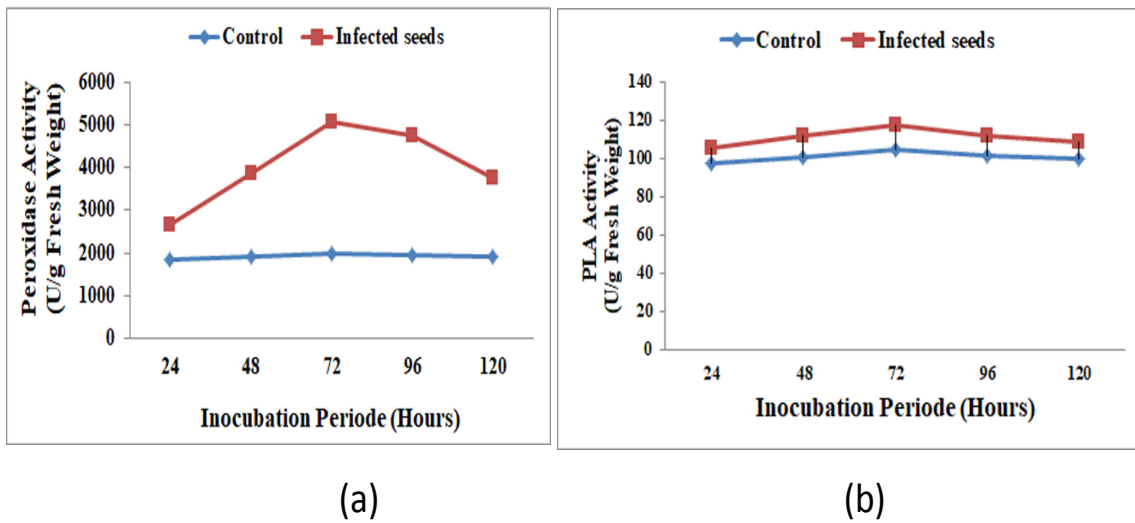 Control Infected seeds
Peroxidase Activity
(U/g Fresh Weight)
6000
5000
4000
3000
2000
1000
0
24 48 72 96 120
Inocubation Periode (Hours)
(a)
Control Infected seeds
PLA Activity
(U/g Fresh Weight)
140
120
100
80
60
40
20
0
24 48 72 96 120
Inocubation Periode (Hours)
(b)